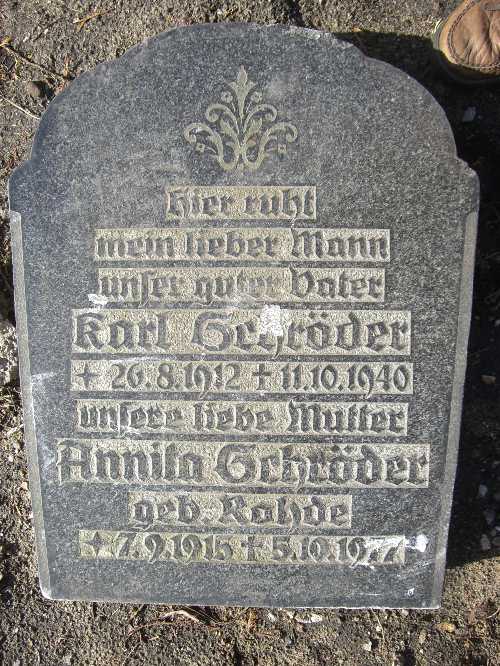 Hier ruht
mein lieber Mann
unser guter Vater
Karl Schröder
* 26.8.1912 ✝ 11.10.1940
unsere liebe Mutter
Annita Schröder
geb. Rohde
* 7.9.1915 ✝ 5.10.1977